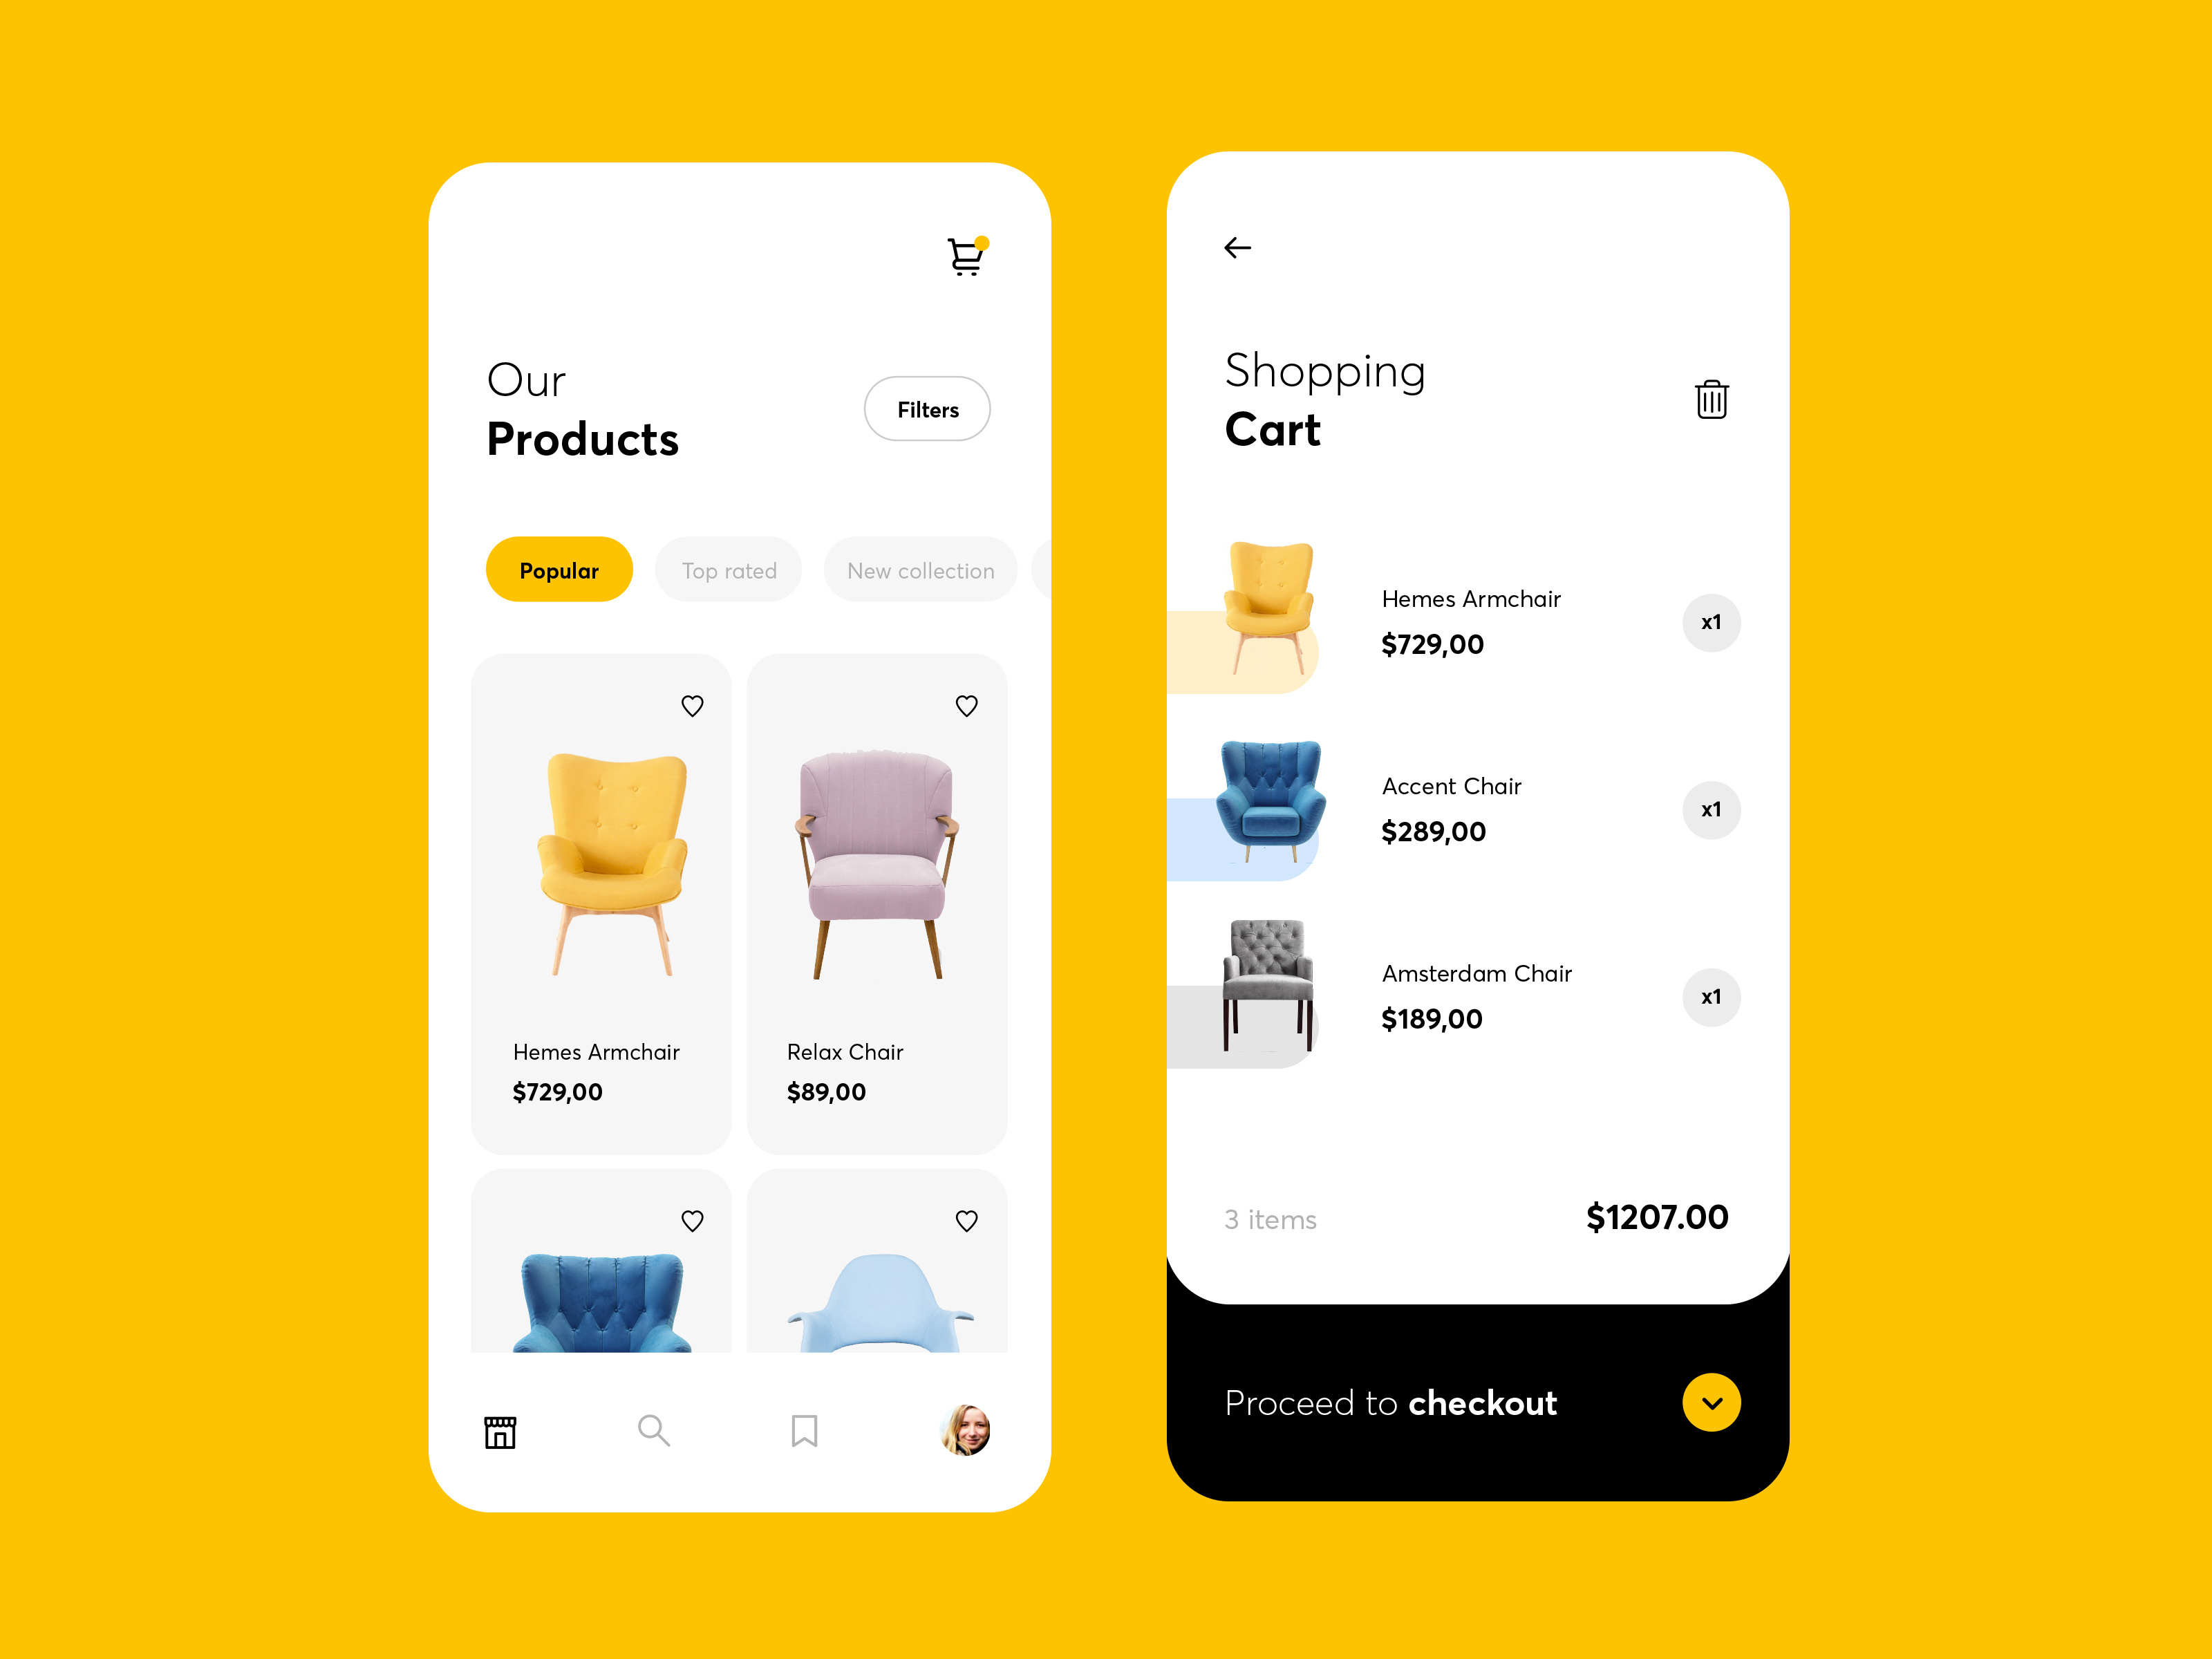 Our
Products
Filters
Popular
Top rated
New collection
Hemes Armchair
$729,00
Relax Chair
$89,00
Shopping
Cart
Hemes Armchair
$729,00
x1
Accent Chair
$289,00
x1
Amsterdam Chair
$189,00
x1
3 items
$1207.00
Proceed to checkout